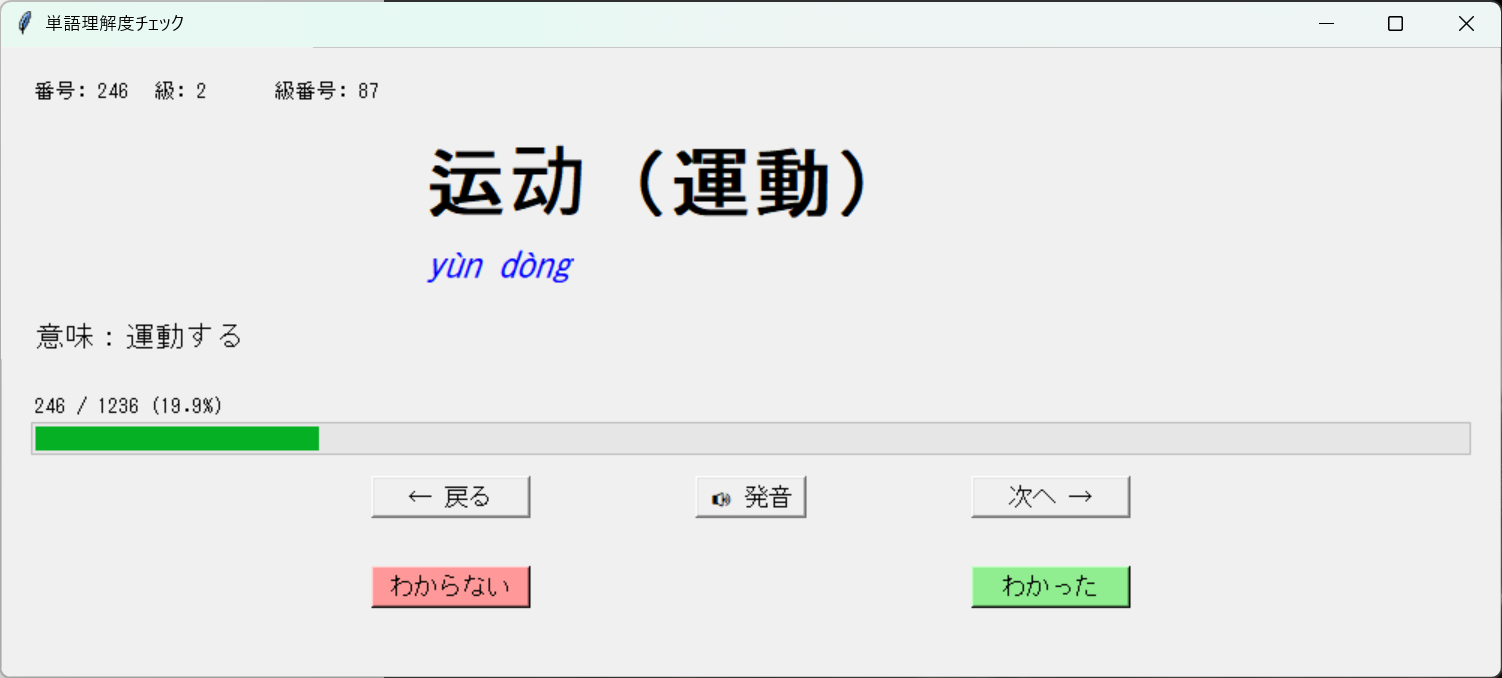 単語理解度チェック
番号: 246 級: 2 級番号: 87
运动（運動）
yùn dòng
意味：運動する
246 / 1236 (19.9%)
← 戻る 発音 次へ →
わからない わかった